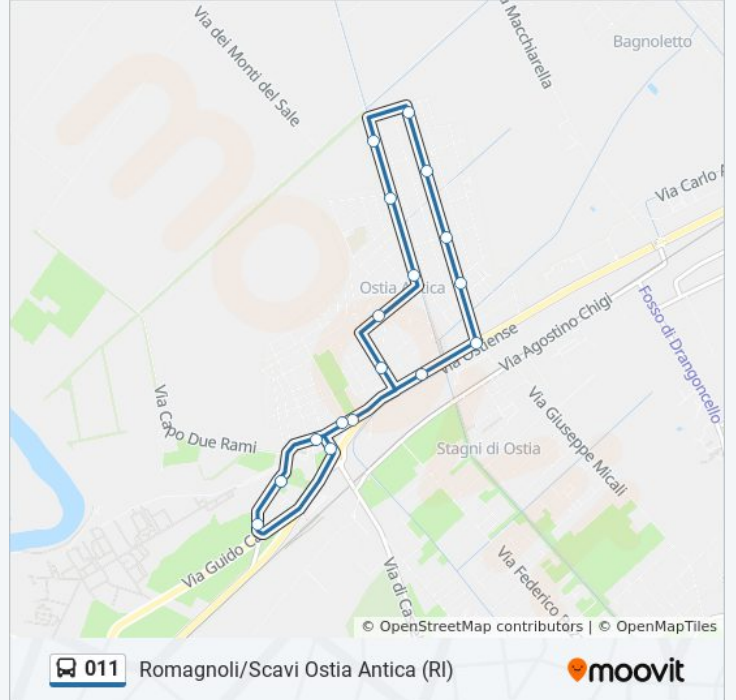 Via dei Monti del Sale
Macchiarella
Bagnoletto
Via Carlo
Ostia Antica
Via Ostiense
Via Agostino Chigi
Fosso di Drangoncello
Via Capo Due Rami
Via Giuseppe Micali
Stagni di Ostia
Via Guido
Via di
Via Federico
© OpenStreetMap contributors | © OpenMapTiles
011 Romagnoli/Scavi Ostia Antica (RI)
moovit